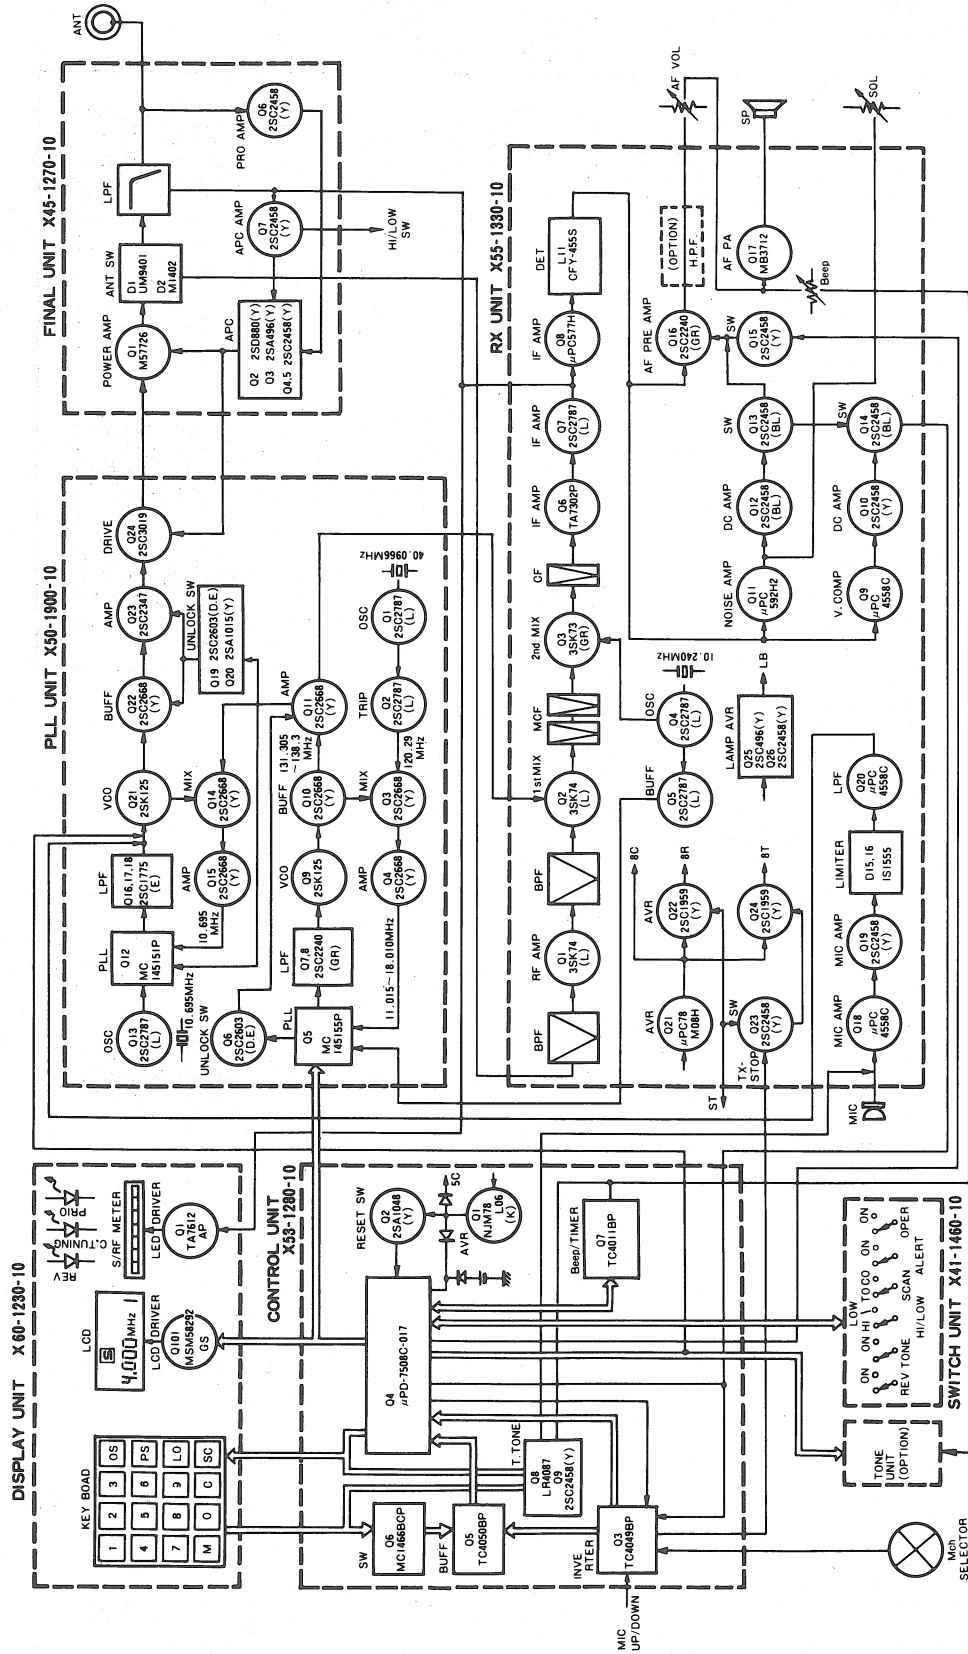 DISPLAY UNIT X60-1230-10
KEY BOAD
1 2 3 OS
4 5 6 PS
7 8 9 LO
M 0 C SC
LCD
S
4.000 MHz 1
LCD DRIVER
Q101
MSM58292
GS
REV
C.TUNING
PRIO
S/RF METER
LED DRIVER
Q1
TA7612
AP
CONTROL UNIT
X53-1280-10
SW
Q6
MC1466BCP
BUFF
Q5
TC4050BP
INVE
RTER
Q3
TC4049BP
MIC
UP/DOWN
T.TONE
Q8
LR4087
Q9
2SC2458(Y)
Q4
μPD-7508C-017
RESET SW
Q2
2SA1048
(Y)
AVR
Q1
NJM78
L06
(K)
5C
Beep/TIMER
Q7
TC4011BP
Mch
SELECTOR
TONE
UNIT
(OPTION)
SWITCH UNIT X41-1460-10
ON ON LOW HI I TOCO ON ON
REV TONE HI/LOW SCAN ALERT OPER
PLL UNIT X50-1900-10
OSC
Q13
2SC2787
(L)
10.695MHz
PLL
Q12
MC
145151P
LPF
Q16,17,18
2SC1775
(E)
VCO
Q21
2SK125
BUFF
Q22
2SC2668
(Y)
AMP
Q23
2SC2347
DRIVE
Q24
2SC3019
UNLOCK SW
Q19 2SC2603(D.E)
Q20 2SA1015(Y)
MIX
Q14
2SC2668
(Y)
AMP
Q15
2SC2668
(Y)
10.695
MHz
UNLOCK SW
Q6
2SC2603
(D.E)
PLL
Q5
MC
145155P
LPF
Q7,8
2SC2240
(GR)
VCO
Q9
2SK125
BUFF
Q10
2SC2668
(Y)
131.305
~138.3
MHz
AMP
Q11
2SC2668
(Y)
11.015~18.010MHz
AMP
Q4
2SC2668
(Y)
MIX
Q3
2SC2668
(Y)
120.29
MHz
TRIP
Q2
2SC2787
(L)
OSC
Q1
2SC2787
(L)
40.0966MHz
FINAL UNIT X45-1270-10
POWER AMP
Q1
M57726
ANT SW
D1
UM9401
D2
M1402
LPF
ANT
APC
Q2 2SD880(Y)
Q3 2SA496(Y)
Q4,5 2SC2458(Y)
APC AMP
Q7
2SC2458
(Y)
HI/LOW
SW
PRO AMP
Q6
2SC2458
(Y)
RX UNIT X55-1330-10
BPF
RF AMP
Q1
3SK74
(L)
BPF
1st MIX
Q2
3SK74
(L)
MCF
2nd MIX
Q3
3SK73
(GR)
CF
IF AMP
Q6
TA7302P
IF AMP
Q7
2SC2787
(L)
IF AMP
Q8
μPC577H
DET
L11
CFY-455S
BUFF
Q5
2SC2787
(L)
OSC
Q4
2SC2787
(L)
10.240MHz
AVR
Q21
μPC78
M08H
8C
AVR
Q22
2SC1959
(Y)
8R
TX-
STOP
SW
Q23
2SC2458
(Y)
Q24
2SC1959
(Y)
8T
ST
LAMP AVR
Q25
2SC496(Y)
Q26
2SC2458(Y)
LB
NOISE AMP
Q11
μPC
592H2
DC AMP
Q12
2SC2458
(BL)
SW
Q13
2SC2458
(BL)
AF PRE AMP
Q16
2SC2240
(GR)
SW
Q15
2SC2458
(Y)
(OPTION)
H.P.F.
AF PA
Q17
MB3712
Beep
AF VOL
SP
SQL
V.COMP
Q9
μPC
4558C
DC AMP
Q10
2SC2458
(Y)
SW
Q14
2SC2458
(BL)
MIC
MIC AMP
Q18
μPC
4558C
MIC AMP
Q19
2SC2458
(Y)
LIMITER
D15,16
1S1555
LPF
Q20
μPC
4558C